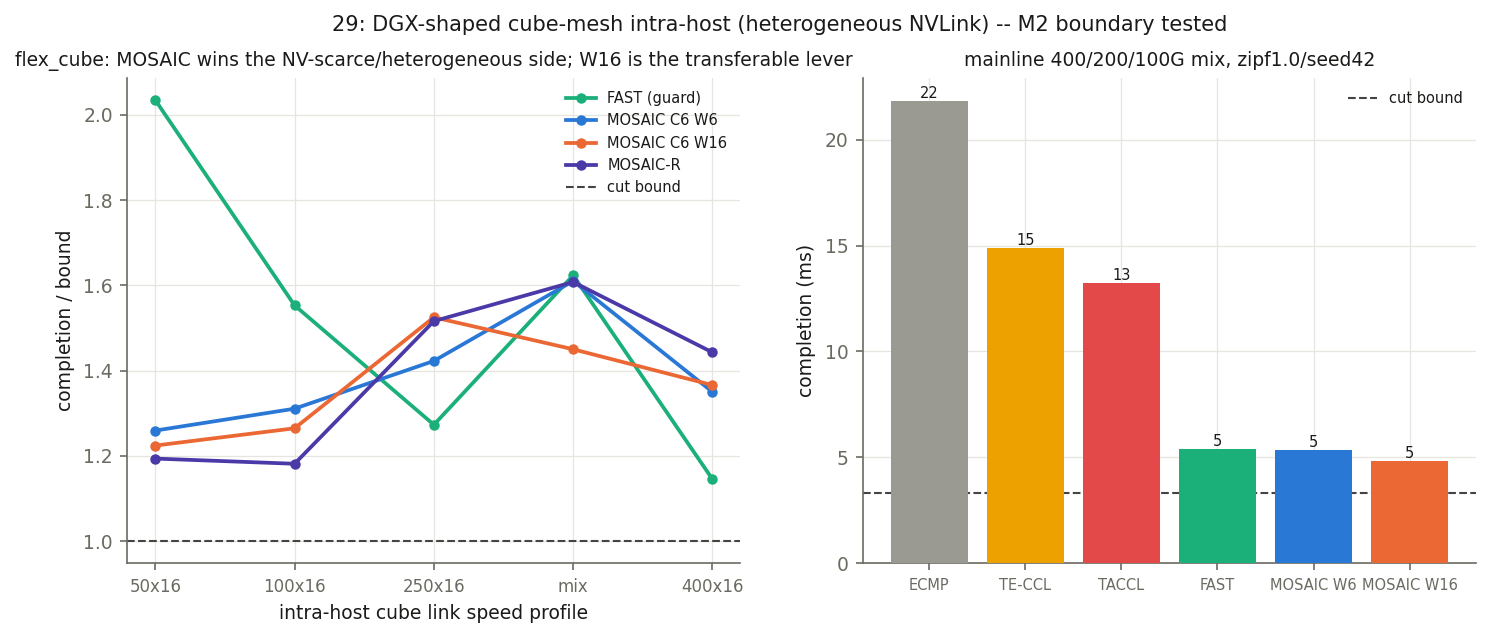 29: DGX-shaped cube-mesh intra-host (heterogeneous NVLink) -- M2 boundary tested
flex_cube: MOSAIC wins the NV-scarce/heterogeneous side; W16 is the transferable lever
completion / bound
2.0
1.8
1.6
1.4
1.2
1.0
FAST (guard)
MOSAIC C6 W6
MOSAIC C6 W16
MOSAIC-R
cut bound
50x16
100x16
250x16
mix
400x16
intra-host cube link speed profile
mainline 400/200/100G mix, zipf1.0/seed42
completion (ms)
20
15
10
5
0
cut bound
22
15
13
5
5
5
ECMP
TE-CCL
TACCL
FAST
MOSAIC W6
MOSAIC W16